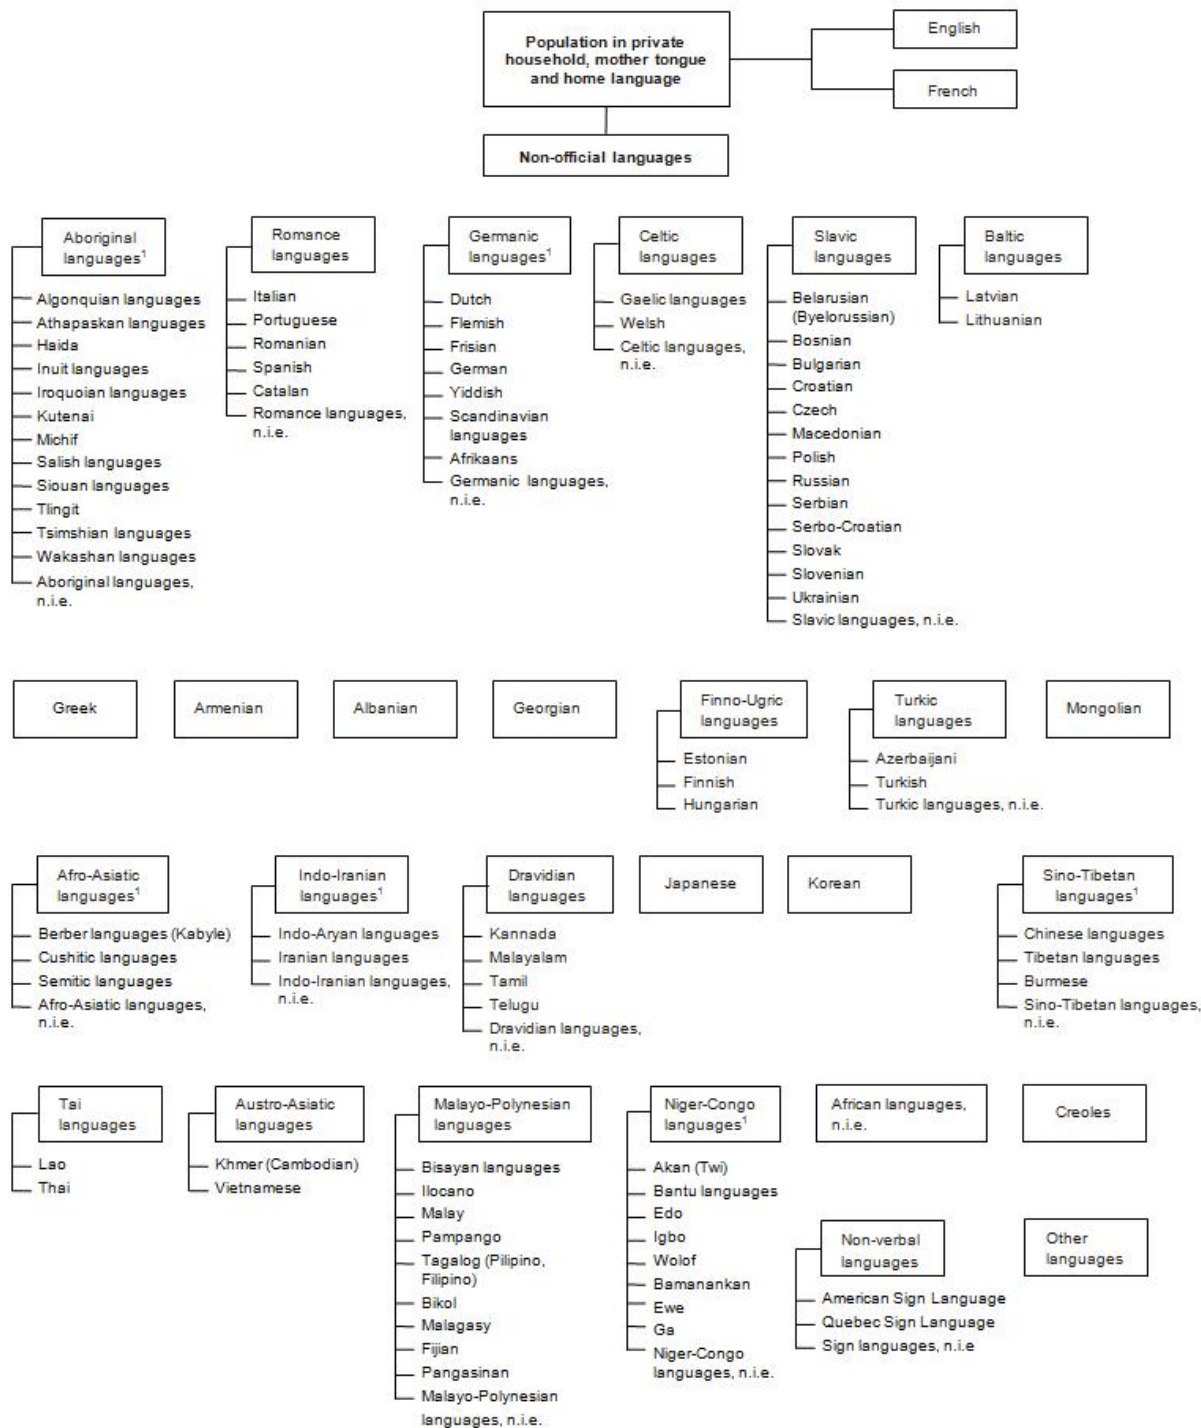 Population in private
household, mother tongue
and home language
English
French
Non-official languages
Aboriginal
languages¹
Algonquian languages
Athapaskan languages
Haida
Inuit languages
Iroquoian languages
Kutenai
Michif
Salish languages
Siouan languages
Tlingit
Tsimshian languages
Wakashan languages
Aboriginal languages,
n.i.e.
Romance
languages
Italian
Portuguese
Romanian
Spanish
Catalan
Romance languages,
n.i.e.
Germanic
languages¹
Dutch
Flemish
Frisian
German
Yiddish
Scandinavian
languages
Afrikaans
Germanic languages,
n.i.e.
Celtic
languages
Gaelic languages
Welsh
Celtic languages,
n.i.e.
Slavic
languages
Belarusian
(Byelorussian)
Bosnian
Bulgarian
Croatian
Czech
Macedonian
Polish
Russian
Serbian
Serbo-Croatian
Slovak
Slovenian
Ukrainian
Slavic languages, n.i.e.
Baltic
languages
Latvian
Lithuanian
Greek
Armenian
Albanian
Georgian
Finno-Ugric
languages
Estonian
Finnish
Hungarian
Turkic
languages
Azerbaijani
Turkish
Turkic languages, n.i.e.
Mongolian
Afro-Asiatic
languages¹
Berber languages (Kabyle)
Cushitic languages
Semitic languages
Afro-Asiatic languages,
n.i.e.
Indo-Iranian
languages¹
Indo-Aryan languages
Iranian languages
Indo-Iranian languages,
n.i.e.
Dravidian
languages
Kannada
Malayalam
Tamil
Telugu
Dravidian languages,
n.i.e.
Japanese
Korean
Sino-Tibetan
languages¹
Chinese languages
Tibetan languages
Burmese
Sino-Tibetan languages,
n.i.e.
Tai
languages
Lao
Thai
Austro-Asiatic
languages
Khmer (Cambodian)
Vietnamese
Malayo-Polynesian
languages
Bisayan languages
Ilocano
Malay
Pampango
Tagalog (Pilipino,
Filipino)
Bikol
Malagasy
Fijian
Pangasinan
Malayo-Polynesian
languages, n.i.e.
Niger-Congo
languages¹
Akan (Twi)
Bantu languages
Edo
Igbo
Wolof
Bamanankan
Ewe
Ga
Niger-Congo
languages, n.i.e.
African languages,
n.i.e.
Creoles
Non-verbal
languages
American Sign Language
Quebec Sign Language
Sign languages, n.i.e
Other
languages